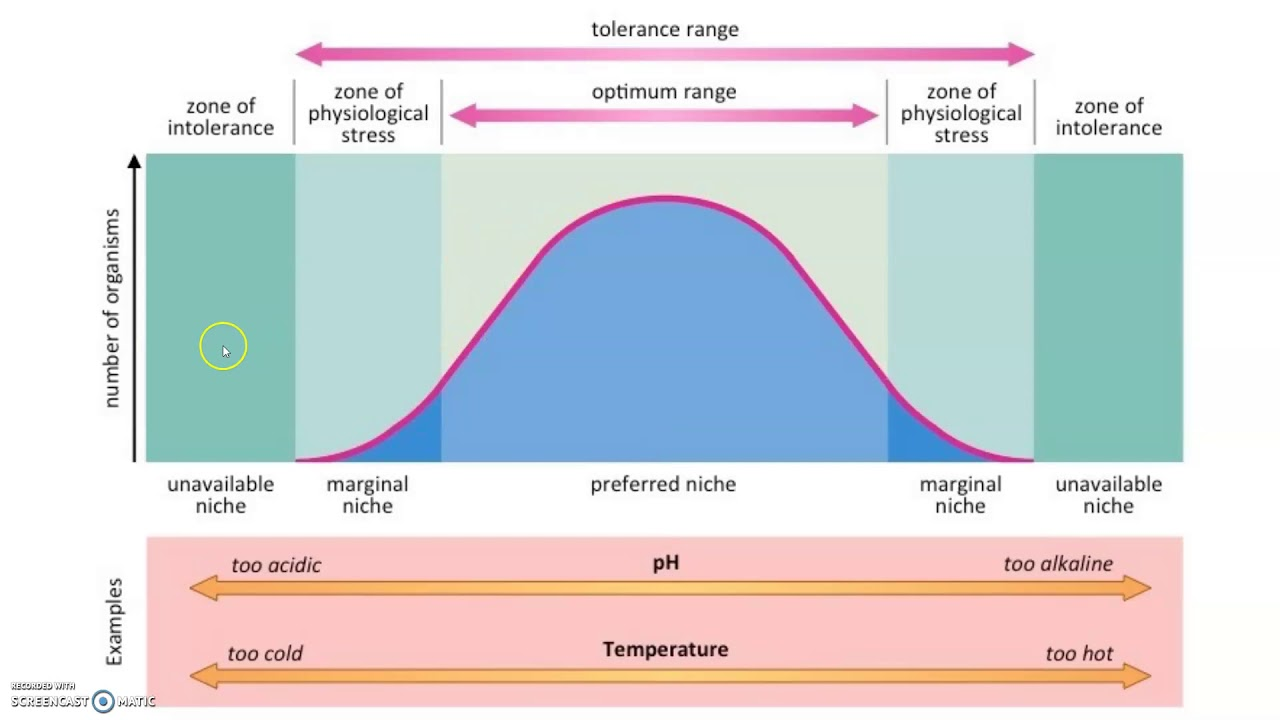 tolerance range
zone of
intolerance
zone of
physiological
stress
optimum range
zone of
physiological
stress
zone of
intolerance
number of organisms
unavailable
niche
marginal
niche
preferred niche
marginal
niche
unavailable
niche
Examples
too acidic
pH
too alkaline
too cold
Temperature
too hot
RECORDED WITH
SCREENCAST MATIC